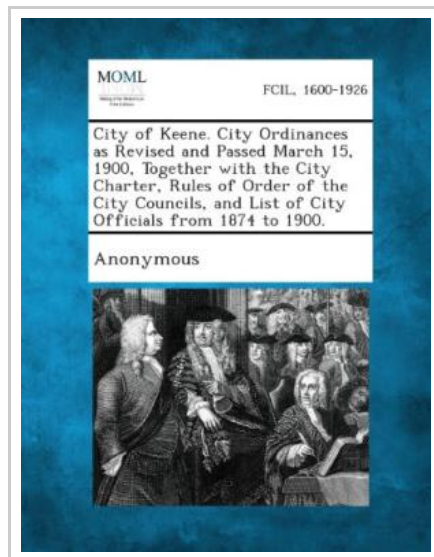 MOML
FCIL, 1600-1926
City of Keene. City Ordinances
as Revised and Passed March 15,
1900, Together with the City
Charter, Rules of Order of the
City Councils, and List of City
Officials from 1874 to 1900.
Anonymous